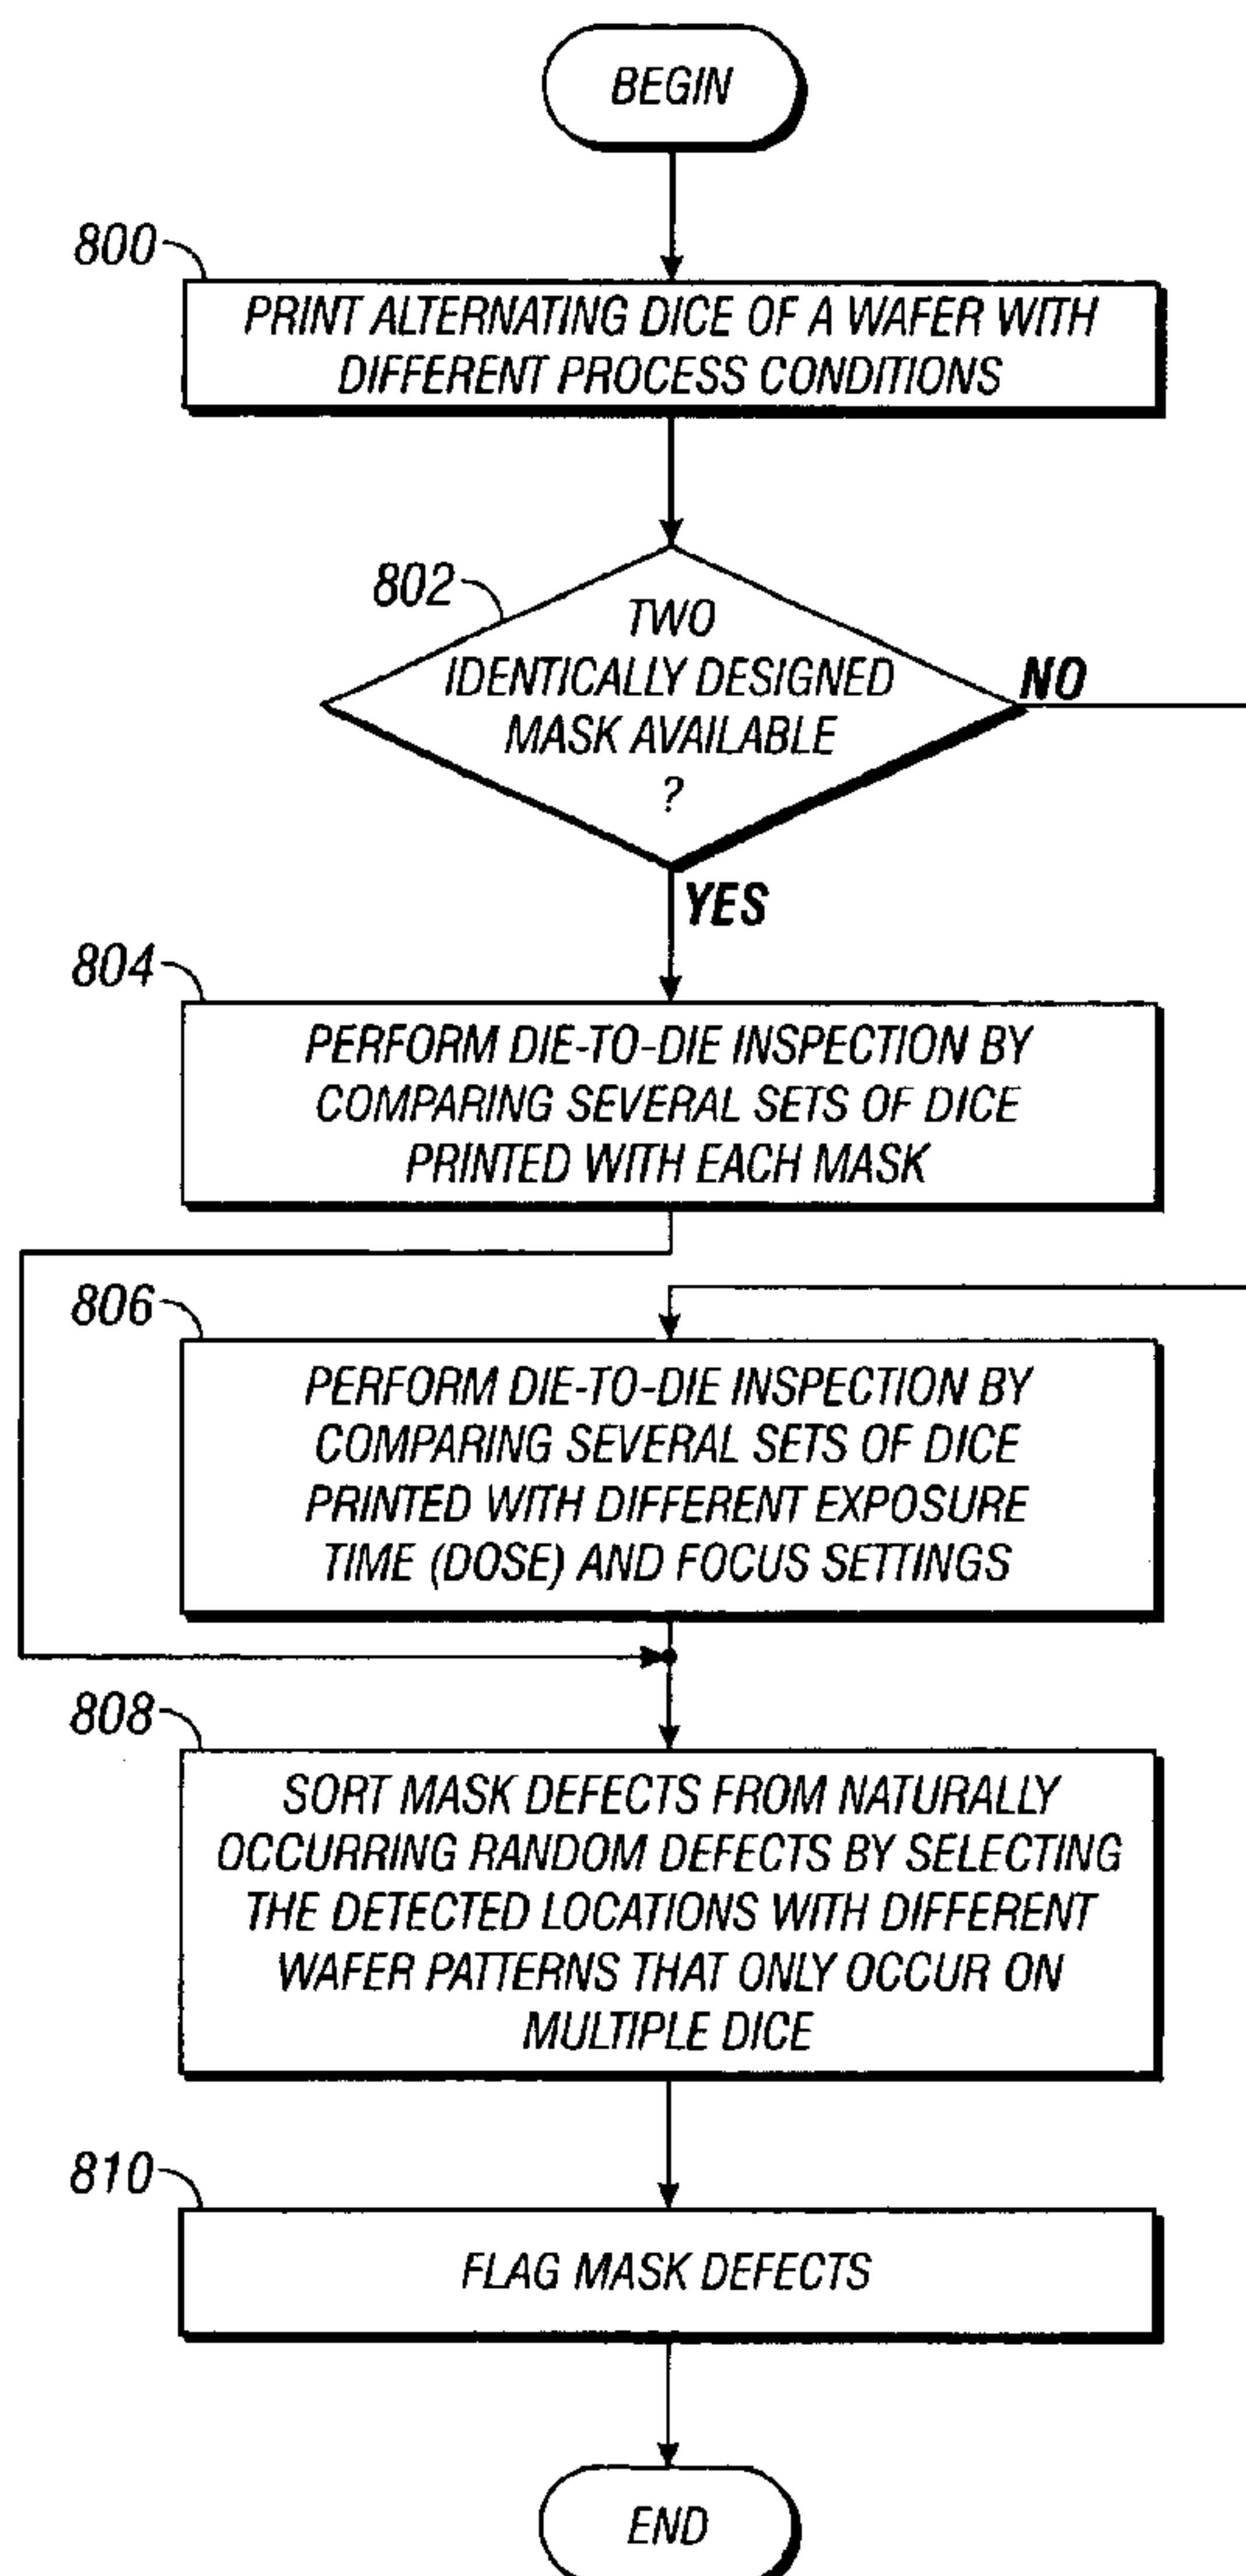 BEGIN
800
PRINT ALTERNATING DICE OF A WAFER WITH
DIFFERENT PROCESS CONDITIONS
802
TWO
IDENTICALLY DESIGNED
MASK AVAILABLE
?
NO
YES
804
PERFORM DIE-TO-DIE INSPECTION BY
COMPARING SEVERAL SETS OF DICE
PRINTED WITH EACH MASK
806
PERFORM DIE-TO-DIE INSPECTION BY
COMPARING SEVERAL SETS OF DICE
PRINTED WITH DIFFERENT EXPOSURE
TIME (DOSE) AND FOCUS SETTINGS
808
SORT MASK DEFECTS FROM NATURALLY
OCCURRING RANDOM DEFECTS BY SELECTING
THE DETECTED LOCATIONS WITH DIFFERENT
WAFER PATTERNS THAT ONLY OCCUR ON
MULTIPLE DICE
810
FLAG MASK DEFECTS
END